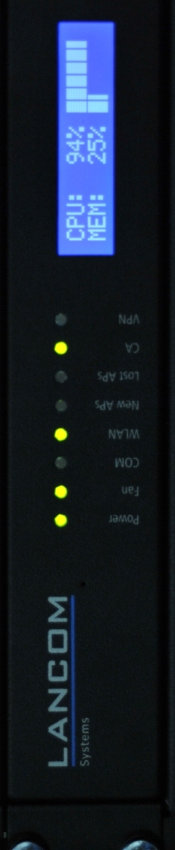 LANCOM
Systems
Power
Fan
COM
WLAN
New APs
Lost APs
CA
VPN
CPU: 94%
MEM: 25%